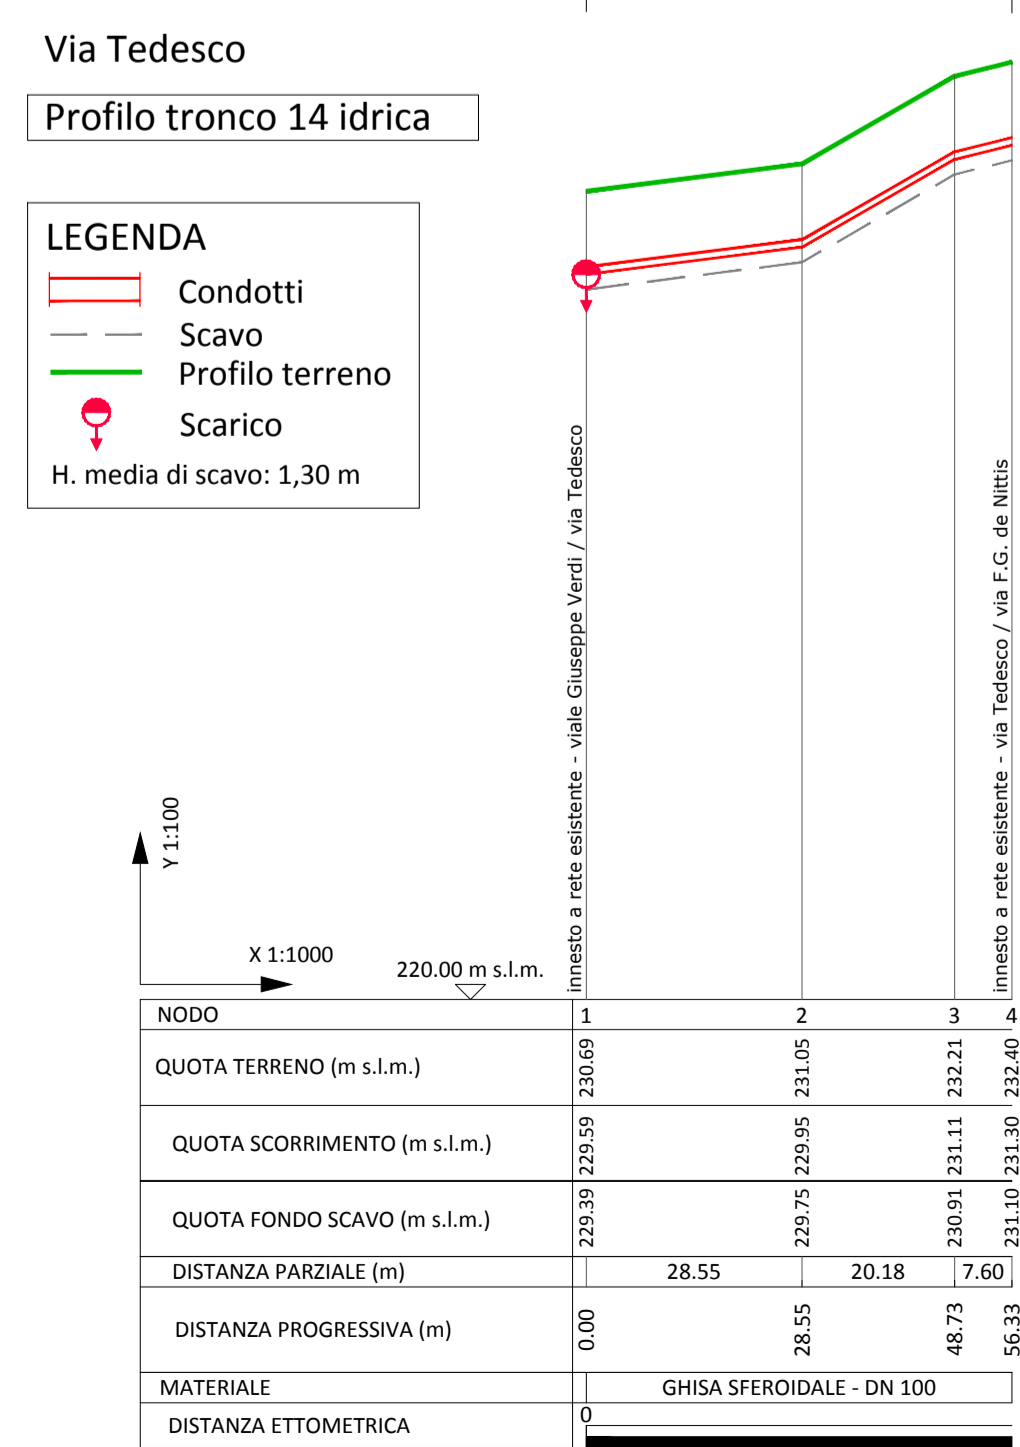 Via Tedesco
Profilo tronco 14 idrica
LEGENDA
Condotti
Scavo
Profilo terreno
Scarico
H. media di scavo: 1,30 m
innesto a rete esistente - viale Giuseppe Verdi / via Tedesco
innesto a rete esistente - via Tedesco / via F.G. de Nittis
Y 1:100
X 1:1000
220.00 m s.l.m.
NODO 1 2 3 4
QUOTA TERRENO (m s.l.m.) 230.69 231.05 232.21 232.40
QUOTA SCORRIMENTO (m s.l.m.) 229.59 229.95 231.11 231.30
QUOTA FONDO SCAVO (m s.l.m.) 229.39 229.75 230.91 231.10
DISTANZA PARZIALE (m) 28.55 20.18 7.60
DISTANZA PROGRESSIVA (m) 0.00 28.55 48.73 56.33
MATERIALE GHISA SFEROIDALE - DN 100
DISTANZA ETTOMETRICA 0